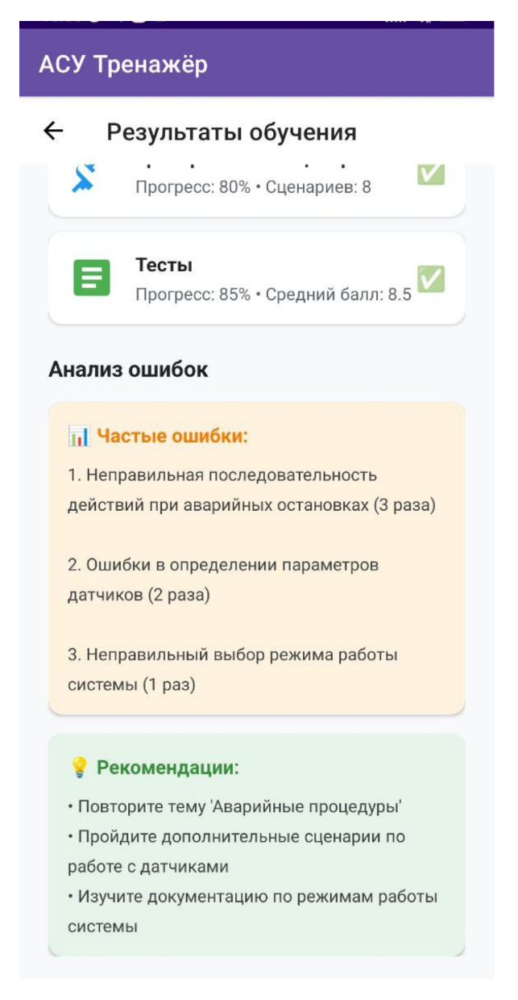 АСУ Тренажёр
Результаты обучения
Прогресс: 80% • Сценариев: 8
Тесты
Прогресс: 85% • Средний балл: 8.5
Анализ ошибок
Частые ошибки:
1. Неправильная последовательность
действий при аварийных остановках (3 раза)
2. Ошибки в определении параметров
датчиков (2 раза)
3. Неправильный выбор режима работы
системы (1 раз)
Рекомендации:
• Повторите тему 'Аварийные процедуры'
• Пройдите дополнительные сценарии по
работе с датчиками
• Изучите документацию по режимам работы
системы